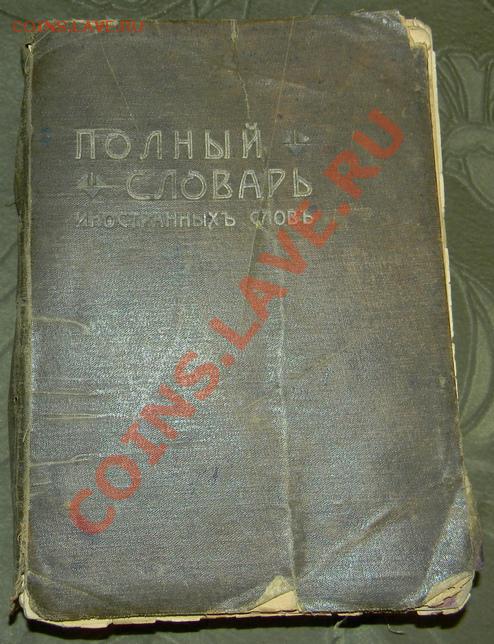 COINS.LAVE.RU
ПОЛНЫЙ
СЛОВАРЬ
ИНОСТРАННЫХЪ СЛОВЪ
COINS.LAVE.RU